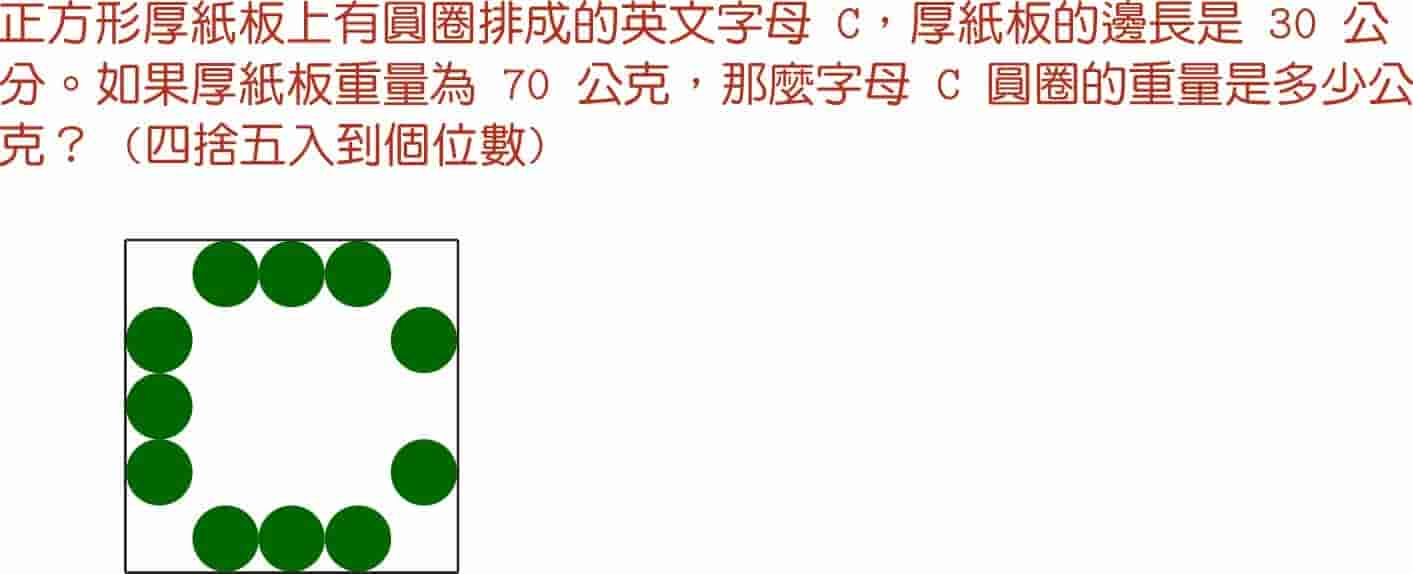 正方形厚紙板上有圓圈排成的英文字母 C，厚紙板的邊長是 30 公
分。如果厚紙板重量為 70 公克，那麼字母 C 圓圈的重量是多少公
克？（四捨五入到個位數）